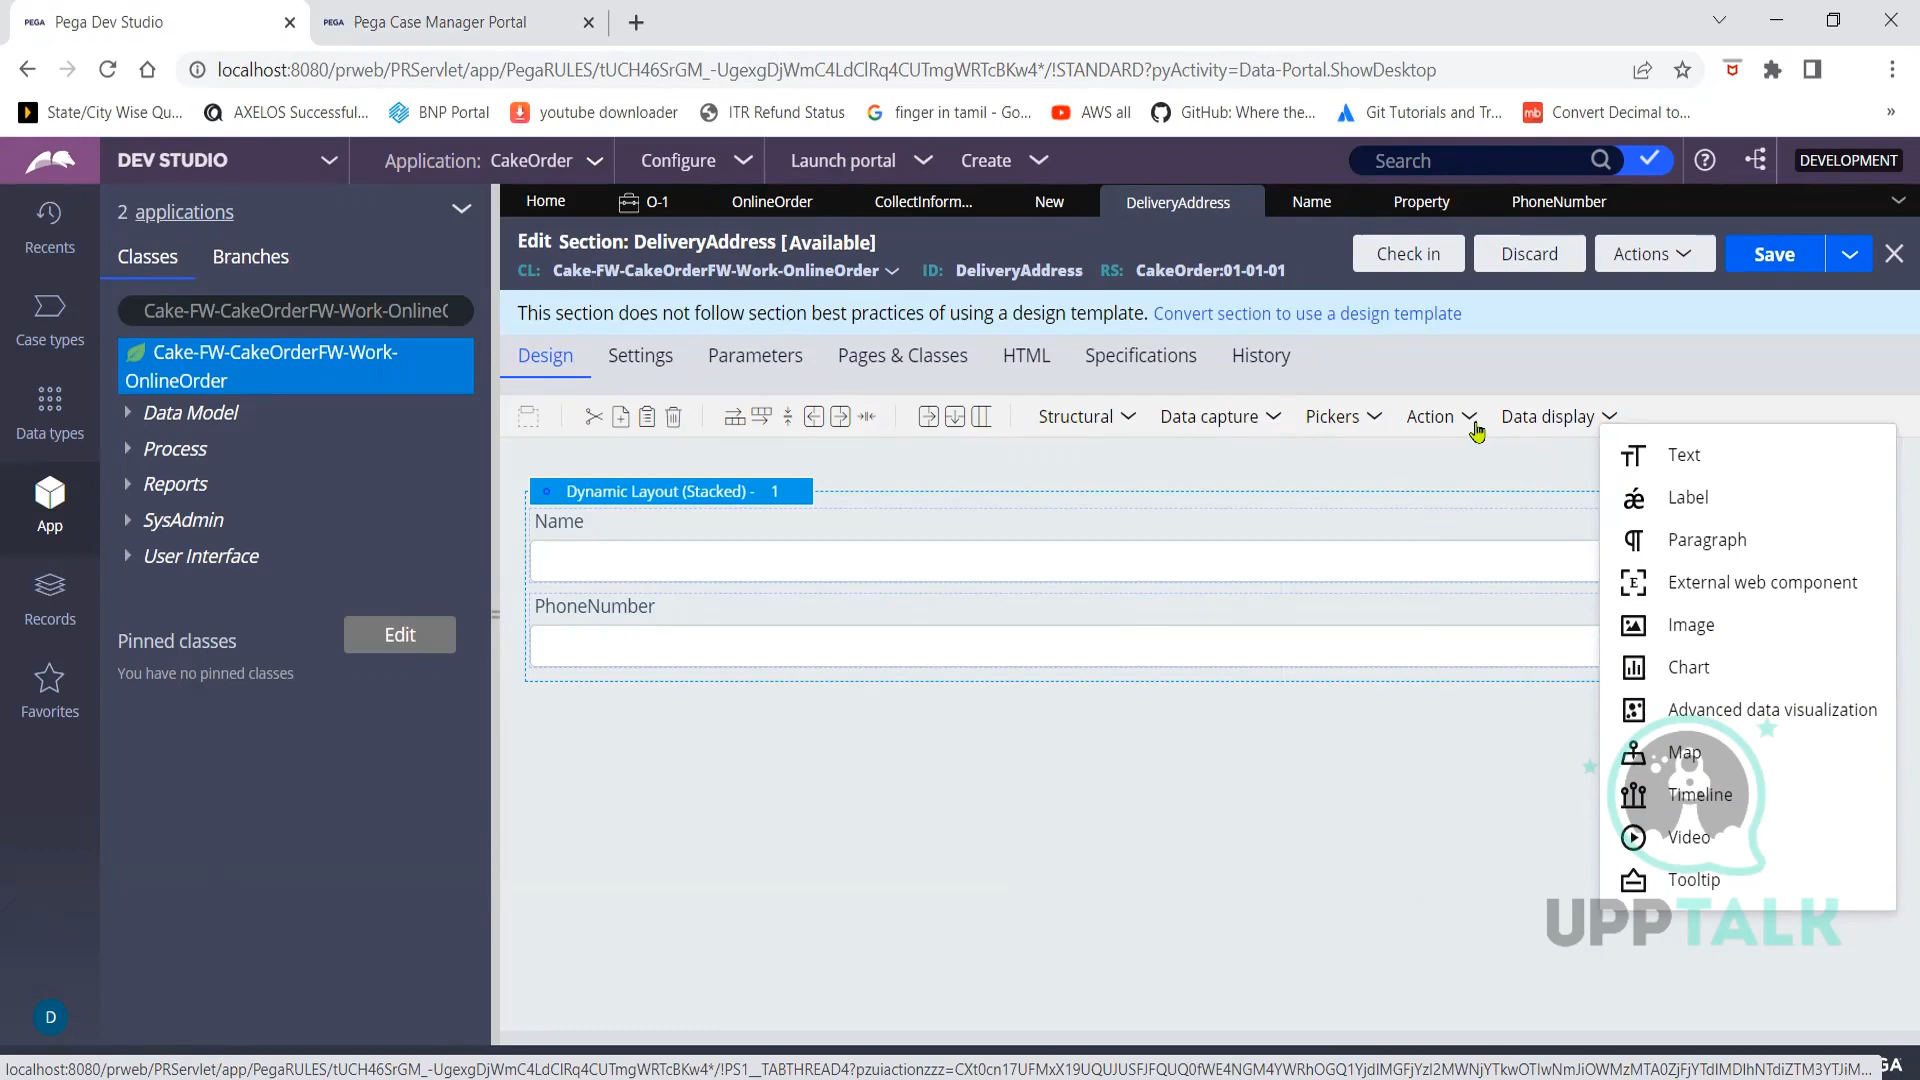 PEGA Pega Dev Studio
PEGA Pega Case Manager Portal
localhost:8080/prweb/PRServlet/app/PegaRULES/tUCH46SrGM_-UgexgDjWmC4LdClRq4CUTmgWRTcBKw4*/!STANDARD?pyActivity=Data-Portal.ShowDesktop
State/City Wise Qu...
AXELOS Successful...
BNP Portal
youtube downloader
ITR Refund Status
finger in tamil - Go...
AWS all
GitHub: Where the...
Git Tutorials and Tr...
mb Convert Decimal to...
»
DEV STUDIO
Application: CakeOrder
Configure
Launch portal
Create
Search
DEVELOPMENT
Recents
Case types
Data types
App
Records
Favorites
D
2 applications
Classes Branches
Cake-FW-CakeOrderFW-Work-OnlineO
Cake-FW-CakeOrderFW-Work-
OnlineOrder
Data Model
Process
Reports
SysAdmin
User Interface
Pinned classes Edit
You have no pinned classes
Home O-1 OnlineOrder CollectInform... New DeliveryAddress Name Property PhoneNumber
Edit Section: DeliveryAddress [Available]
CL: Cake-FW-CakeOrderFW-Work-OnlineOrder ID: DeliveryAddress RS: CakeOrder:01-01-01
Check in Discard Actions Save
This section does not follow section best practices of using a design template. Convert section to use a design template
Design Settings Parameters Pages & Classes HTML Specifications History
Structural Data capture Pickers Action Data display
Dynamic Layout (Stacked) - 1
Name
PhoneNumber
Text
Label
Paragraph
External web component
Image
Chart
Advanced data visualization
Map
Timeline
Video
Tooltip
UPPTALK